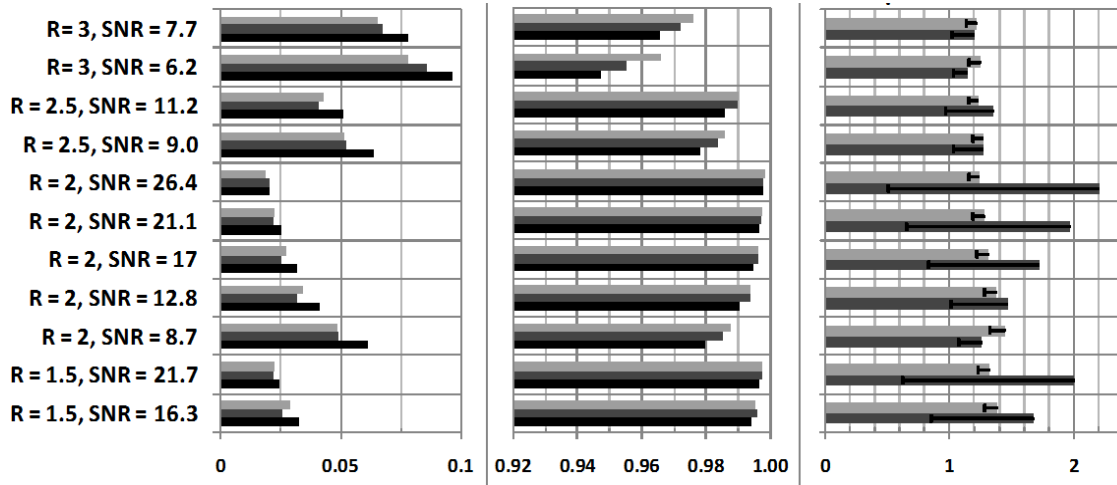 R= 3, SNR = 7.7
R= 3, SNR = 6.2
R = 2.5, SNR = 11.2
R = 2.5, SNR = 9.0
R = 2, SNR = 26.4
R = 2, SNR = 21.1
R = 2, SNR = 17
R = 2, SNR = 12.8
R = 2, SNR = 8.7
R = 1.5, SNR = 21.7
R = 1.5, SNR = 16.3
0 0.05 0.1 0.92 0.94 0.96 0.98 1.00 0 1 2